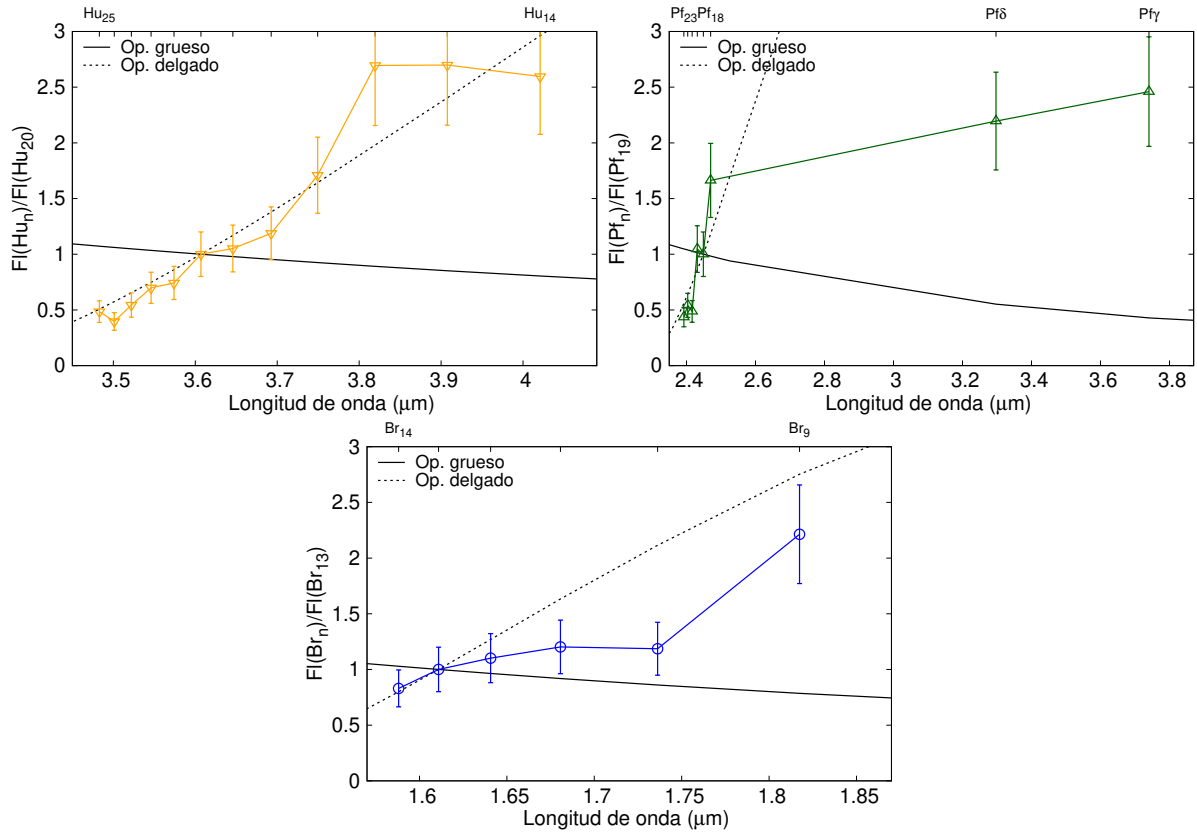 Hu25 Hu14
3
2.5
2
1.5
1
0.5
0
Op. grueso
Op. delgado
Fl(Hun)/Fl(Hu20)
3.5 3.6 3.7 3.8 3.9 4
Longitud de onda (μm)
Pf23Pf18 Pfδ Pfγ
3
2.5
2
1.5
1
0.5
0
Op. grueso
Op. delgado
Fl(Pfn)/Fl(Pf19)
2.4 2.6 2.8 3 3.2 3.4 3.6 3.8
Longitud de onda (μm)
Br14 Br9
3
2.5
2
1.5
1
0.5
0
Op. grueso
Op. delgado
Fl(Brn)/Fl(Br13)
1.6 1.65 1.7 1.75 1.8 1.85
Longitud de onda (μm)